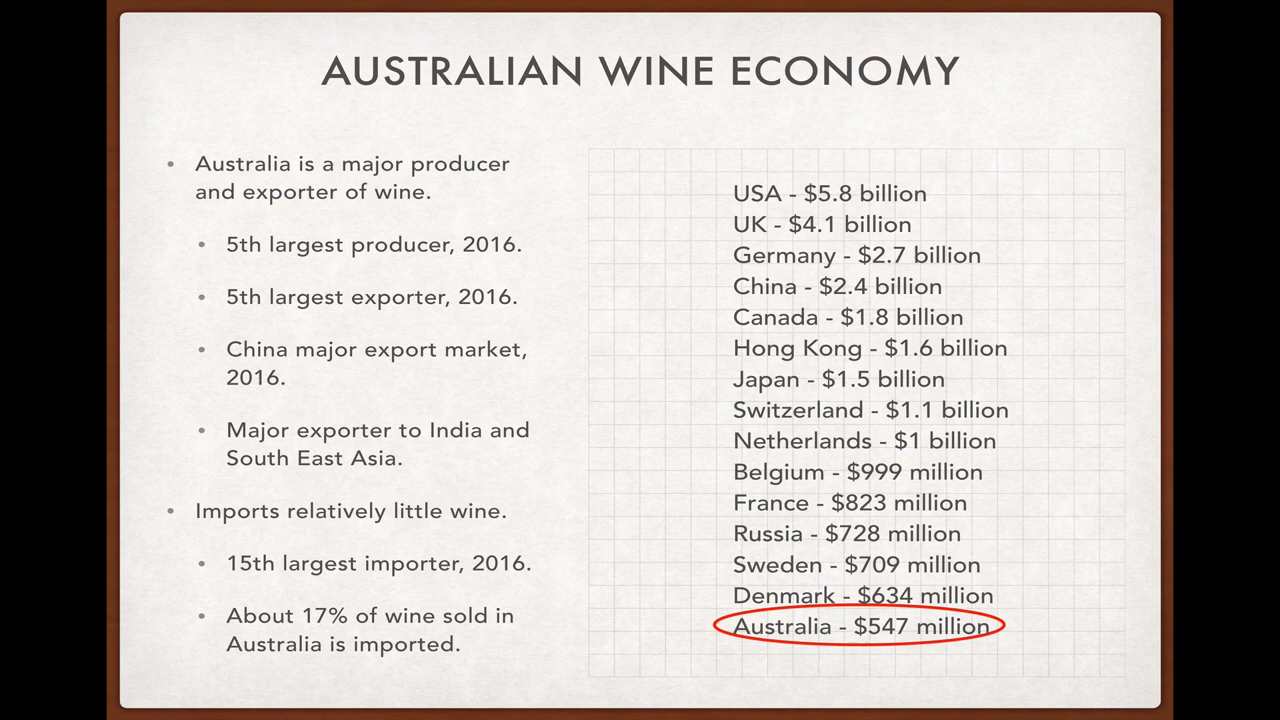 AUSTRALIAN WINE ECONOMY
• Australia is a major producer
and exporter of wine.
• 5th largest producer, 2016.
• 5th largest exporter, 2016.
• China major export market,
2016.
• Major exporter to India and
South East Asia.
• Imports relatively little wine.
• 15th largest importer, 2016.
• About 17% of wine sold in
Australia is imported.
USA - $5.8 billion
UK - $4.1 billion
Germany - $2.7 billion
China - $2.4 billion
Canada - $1.8 billion
Hong Kong - $1.6 billion
Japan - $1.5 billion
Switzerland - $1.1 billion
Netherlands - $1 billion
Belgium - $999 million
France - $823 million
Russia - $728 million
Sweden - $709 million
Denmark - $634 million
Australia - $547 million